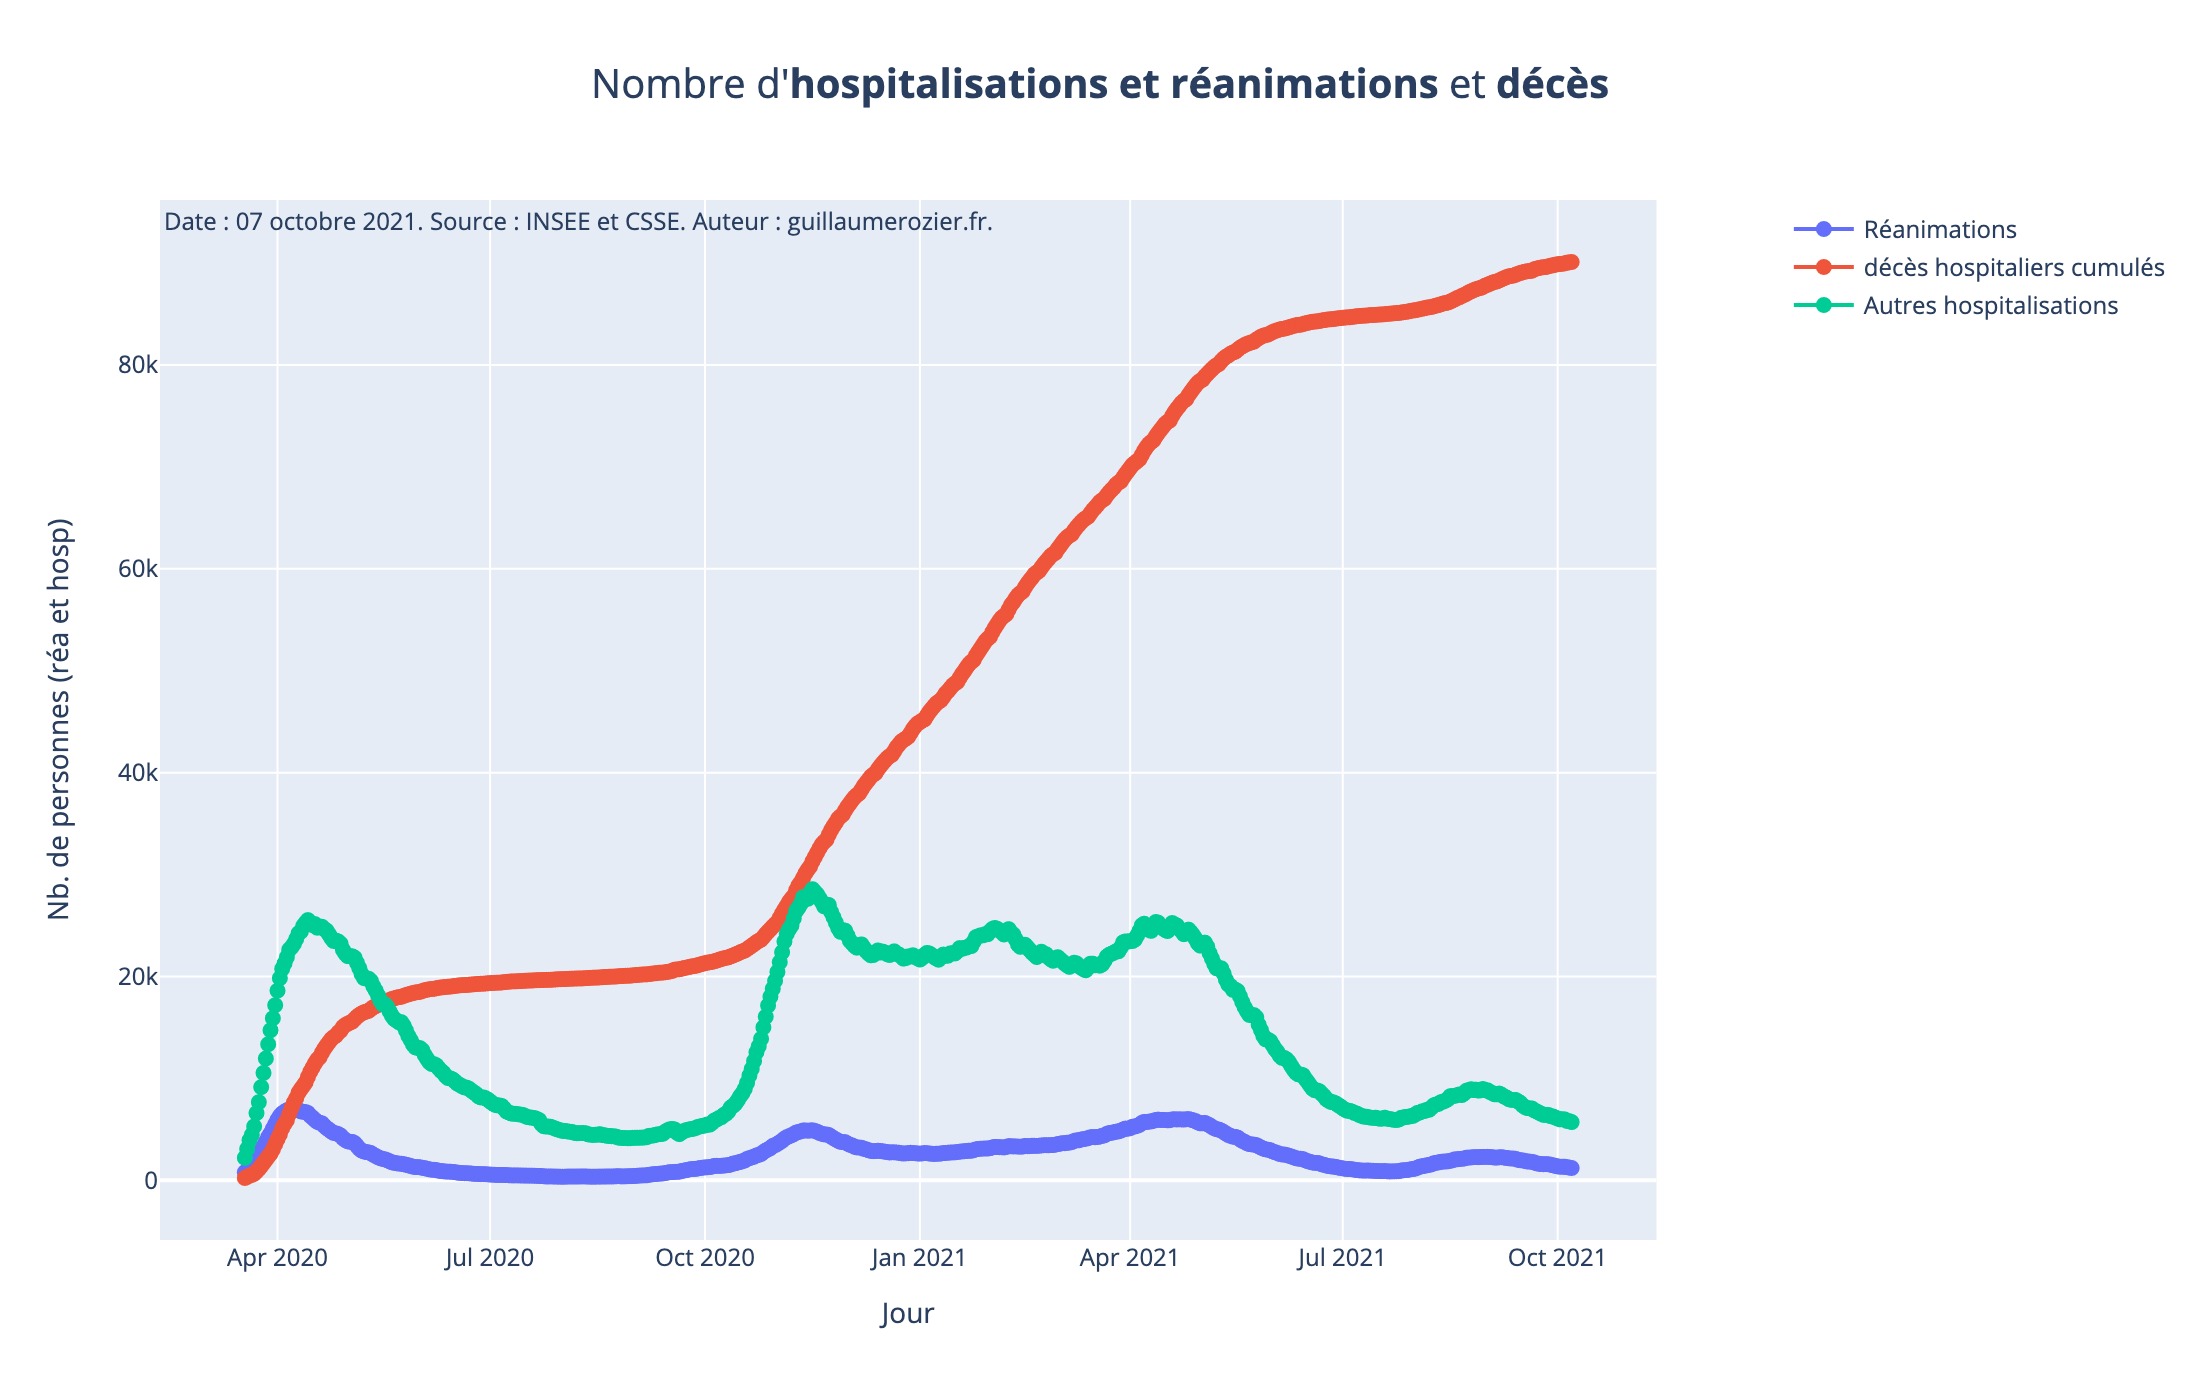 Nombre d'hospitalisations et réanimations et décès
Date : 07 octobre 2021. Source : INSEE et CSSE. Auteur : guillaumerozier.fr.
Réanimations
décès hospitaliers cumulés
Autres hospitalisations
Nb. de personnes (réa et hosp)
80k
60k
40k
20k
0
Apr 2020
Jul 2020
Oct 2020
Jan 2021
Apr 2021
Jul 2021
Oct 2021
Jour